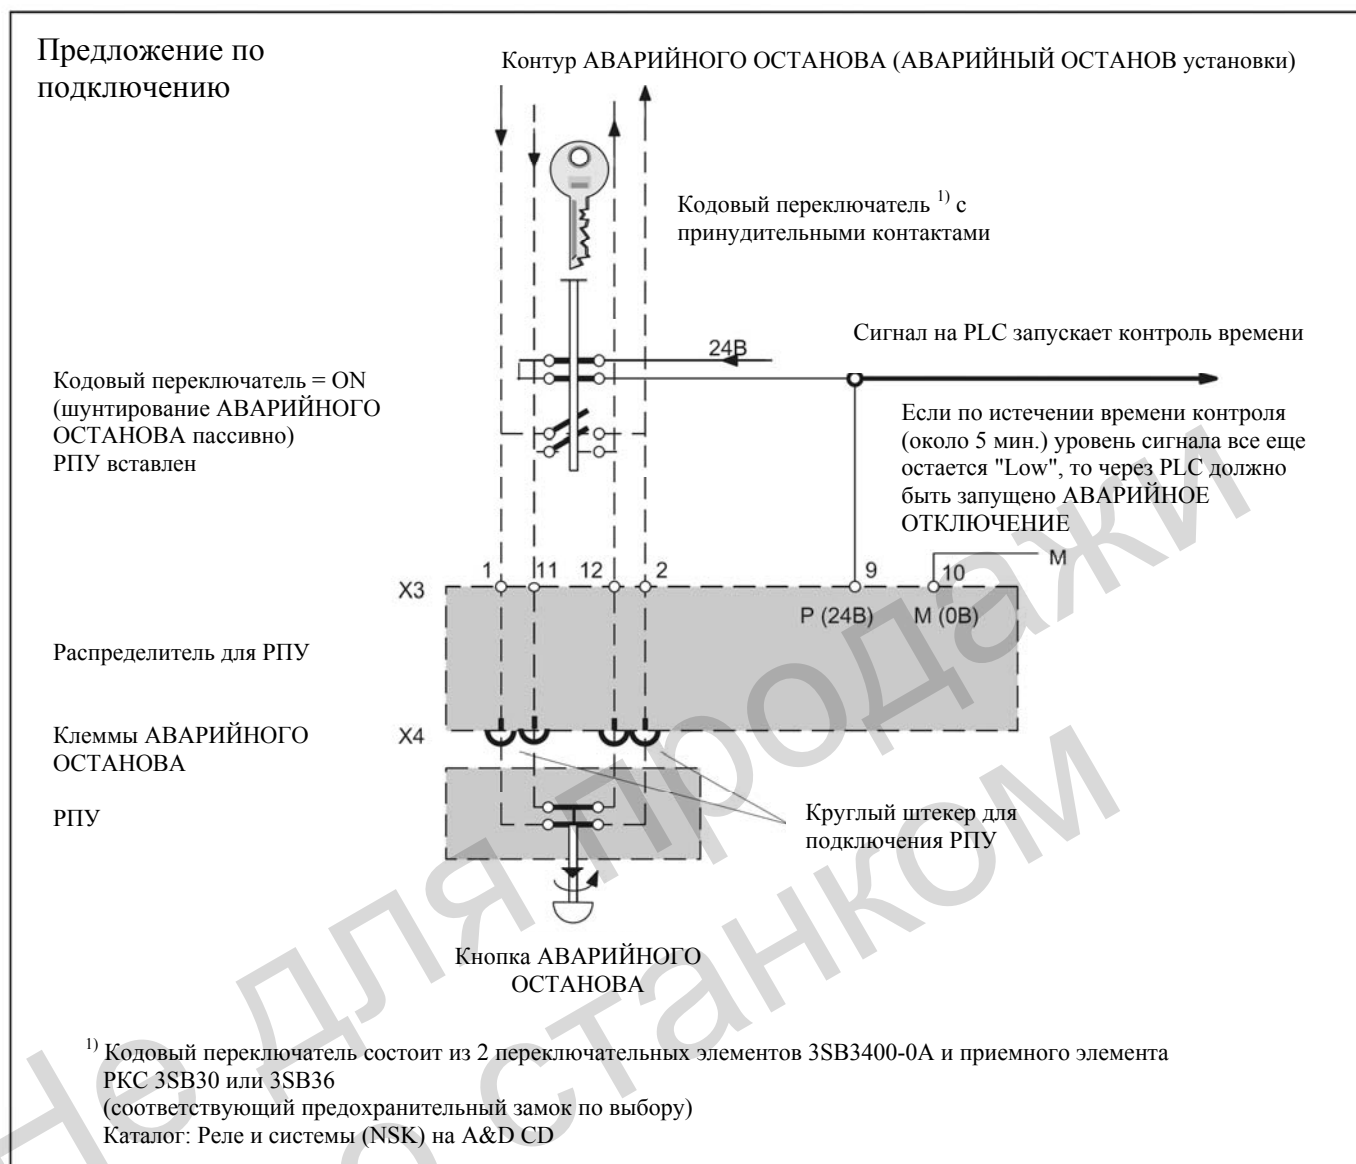 Предложение по
подключению
Контур АВАРИЙНОГО ОСТАНОВА (АВАРИЙНЫЙ ОСТАНОВ установки)
Кодовый переключатель 1) с
принудительными контактами
Сигнал на PLC запускает контроль времени
24В
Кодовый переключатель = ON
(шунтирование АВАРИЙНОГО
ОСТАНОВА пассивно)
РПУ вставлен
Если по истечении времени контроля
(около 5 мин.) уровень сигнала все еще
остается "Low", то через PLC должно
быть запущено АВАРИЙНОЕ
ОТКЛЮЧЕНИЕ
M
X3
1
11
12
2
9
10
P (24В)
M (0В)
Распределитель для РПУ
Клеммы АВАРИЙНОГО
ОСТАНОВА
X4
РПУ
Круглый штекер для
подключения РПУ
Кнопка АВАРИЙНОГО
ОСТАНОВА
1) Кодовый переключатель состоит из 2 переключательных элементов 3SB3400-0A и приемного элемента
РКС 3SB30 или 3SB36
(соответствующий предохранительный замок по выбору)
Каталог: Реле и системы (NSK) на A&D CD
Не для продажи
о станком